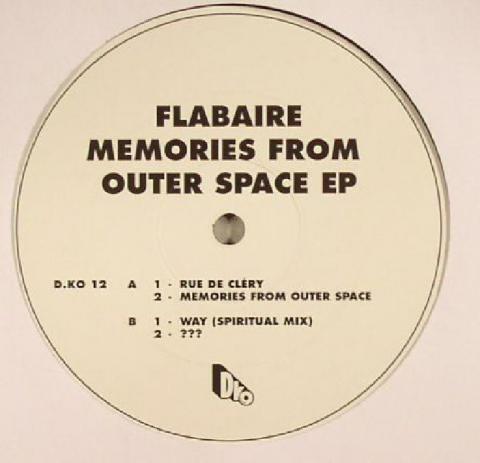 FLABAIRE
MEMORIES FROM
OUTER SPACE EP
D.KO 12 A 1 - RUE DE CLÉRY
2 - MEMORIES FROM OUTER SPACE
B 1 - WAY (SPIRITUAL MIX)
2 - ???
DKO